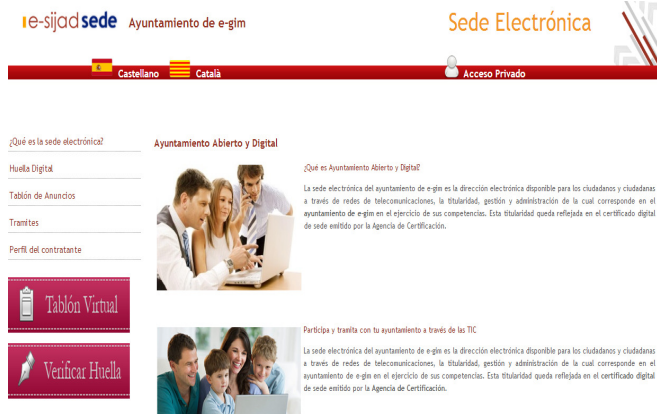 e-sijad sede Ayuntamiento de e-gim
Sede Electrónica
Castellano Català Acceso Privado
¿Qué es la sede electrónica?
Huella Digital
Tablón de Anuncios
Tramites
Perfil del contratante
Tablón Virtual
Verificar Huella
Ayuntamiento Abierto y Digital
¿Qué es Ayuntamiento Abierto y Digital?
La sede electrónica del ayuntamiento de e-gim es la dirección electrónica disponible para los ciudadanos y ciudadanas
a través de redes de telecomunicaciones, la titularidad, gestión y administración de la cual corresponde en el
ayuntamiento de e-gim en el ejercicio de sus competencias. Esta titularidad queda reflejada en el certificado digital
de sede emitido por la Agencia de Certificación.
Participa y tramita con tu ayuntamiento a través de las TIC
La sede electrónica del ayuntamiento de e-gim es la dirección electrónica disponible para los ciudadanos y ciudadanas
a través de redes de telecomunicaciones, la titularidad, gestión y administración de la cual corresponde en el
ayuntamiento de e-gim en el ejercicio de sus competencias. Esta titularidad queda reflejada en el certificado digital
de sede emitido por la Agencia de Certificación.